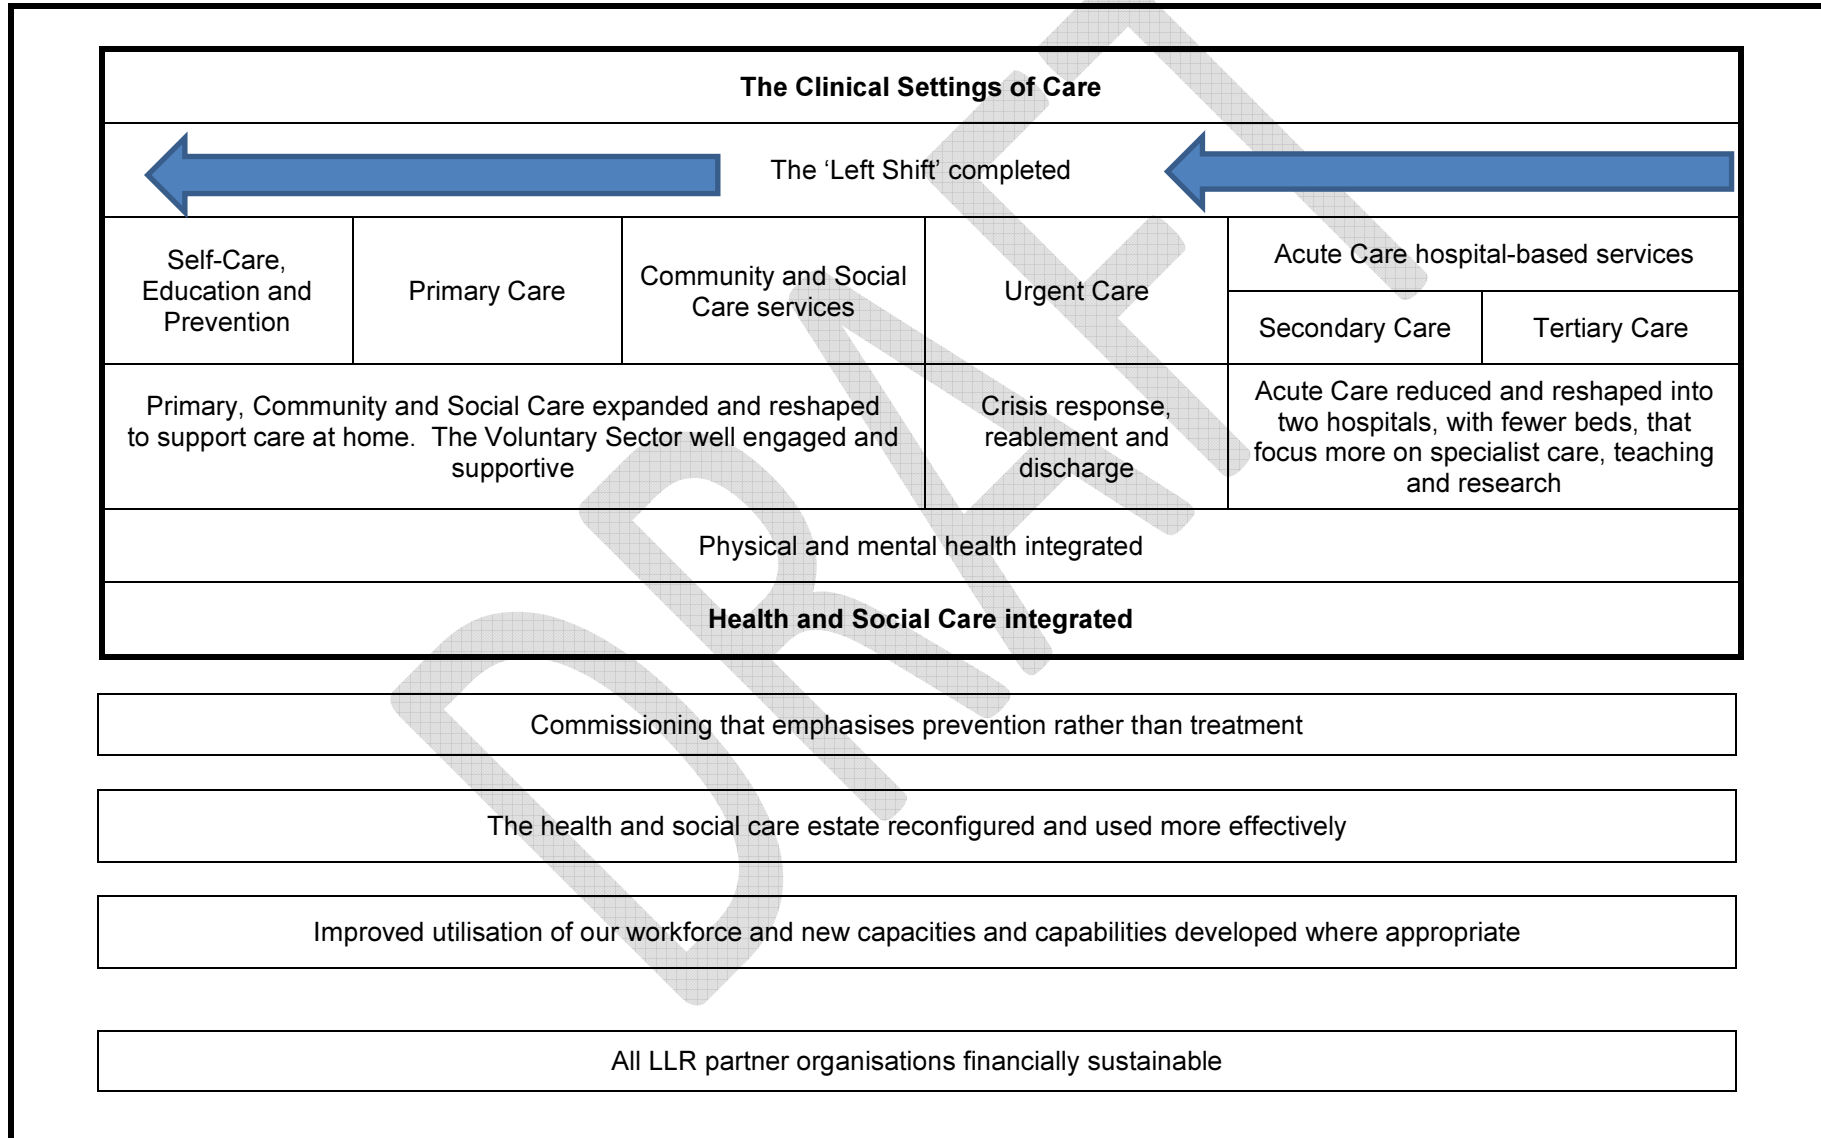 The Clinical Settings of Care
The ‘Left Shift’ completed
Self-Care,
Education and
Prevention
Primary Care
Community and Social
Care services
Urgent Care
Acute Care hospital-based services
Secondary Care
Tertiary Care
Primary, Community and Social Care expanded and reshaped
to support care at home.  The Voluntary Sector well engaged and
supportive
Crisis response,
reablement and
discharge
Acute Care reduced and reshaped into
two hospitals, with fewer beds, that
focus more on specialist care, teaching
and research
Physical and mental health integrated
Health and Social Care integrated
Commissioning that emphasises prevention rather than treatment
The health and social care estate reconfigured and used more effectively
Improved utilisation of our workforce and new capacities and capabilities developed where appropriate
All LLR partner organisations financially sustainable
DRAFT